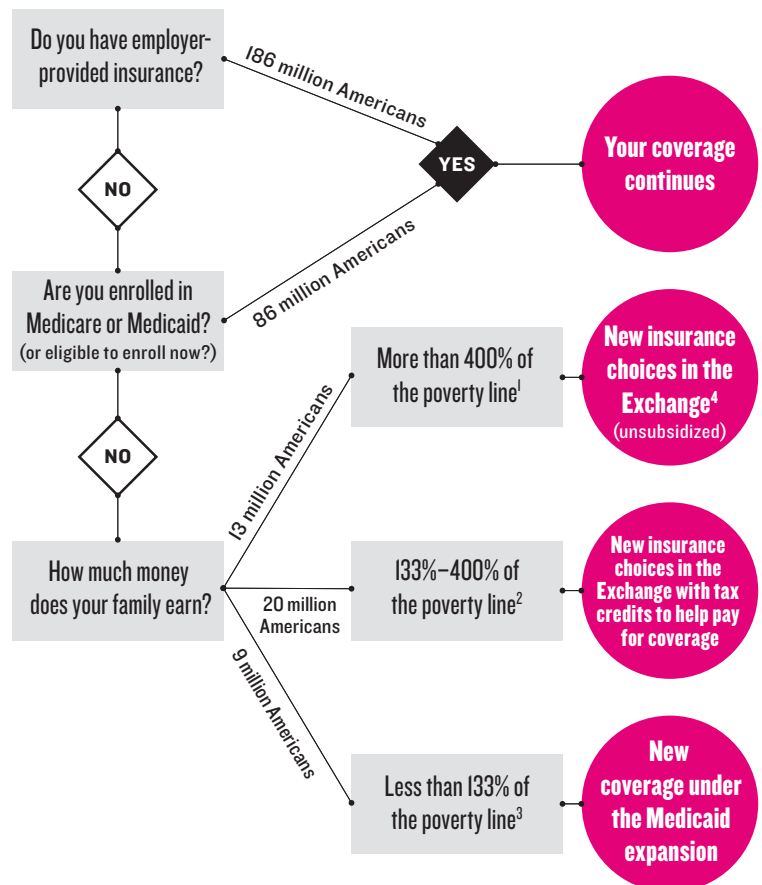 Do you have employer-
provided insurance?
186 million Americans
YES
Your coverage
continues
NO
Are you enrolled in
Medicare or Medicaid?
(or eligible to enroll now?)
86 million Americans
More than 400% of
the poverty line¹
New insurance
choices in the
Exchange⁴
(unsubsidized)
NO
13 million Americans
How much money
does your family earn?
20 million
Americans
133%–400% of
the poverty line²
New insurance
choices in the
Exchange with tax
credits to help pay
for coverage
9 million Americans
Less than 133% of
the poverty line³
New
coverage under
the Medicaid
expansion